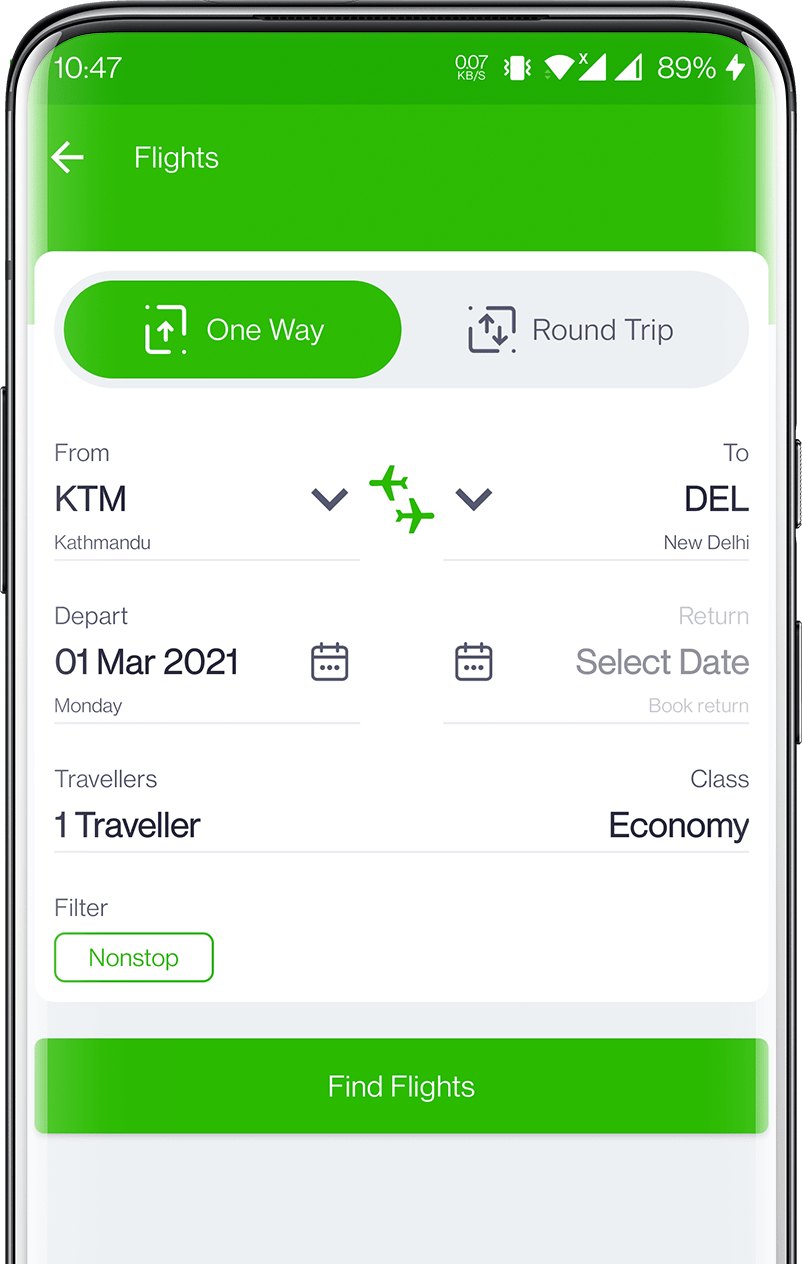 10:47 0.07 KB/S X 89%
Flights
One Way Round Trip
From To
KTM DEL
Kathmandu New Delhi
Depart Return
01 Mar 2021 Select Date
Monday Book return
Travellers Class
1 Traveller Economy
Filter
Nonstop
Find Flights